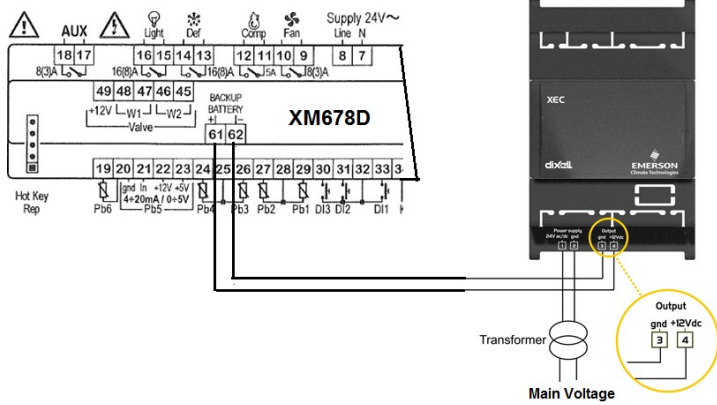 AUX
Light
Def
Comp
Fan
Supply 24V~
Line N
18 17 16 15 14 13 12 11 10 9 8 7
8(3)A 16(8)A 16(8)A 5A 8(3)A
49 48 47 46 45
+12V W1 W2
Valve
BACKUP
BATTERY
+ -
61 62
XM678D
19 20 21 22 23 24 25 26 27 28 29 30 31 32 33
gnd In +12V +5V
4÷20mA / 0÷5V
Pb6 Pb5 Pb4 Pb3 Pb2 Pb1 DI3 DI2 DI1
Hot Key
Rep
XEC
dixell
EMERSON
Climate Technologies
Power supply
24V ac/dc gnd
1 2
Output
gnd +12Vdc
3 4
Output
gnd +12Vdc
3 4
Transformer
Main Voltage